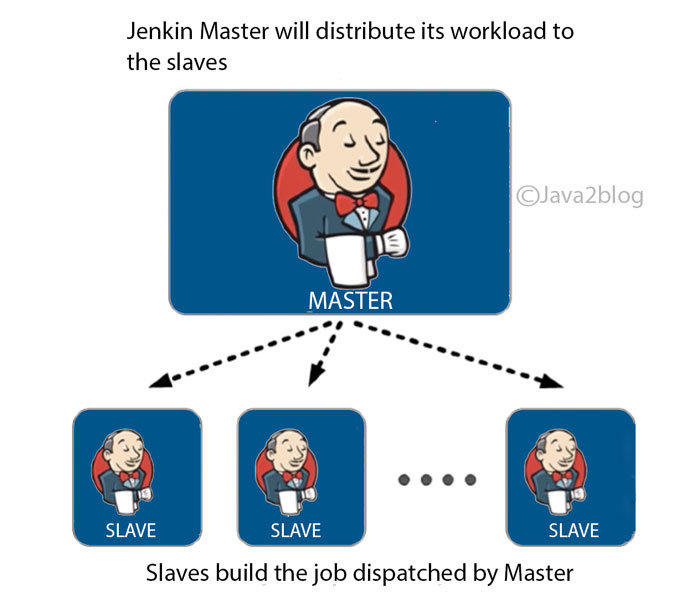 Jenkin Master will distribute its workload to
the slaves
©Java2blog
MASTER
SLAVE
SLAVE
SLAVE
Slaves build the job dispatched by Master